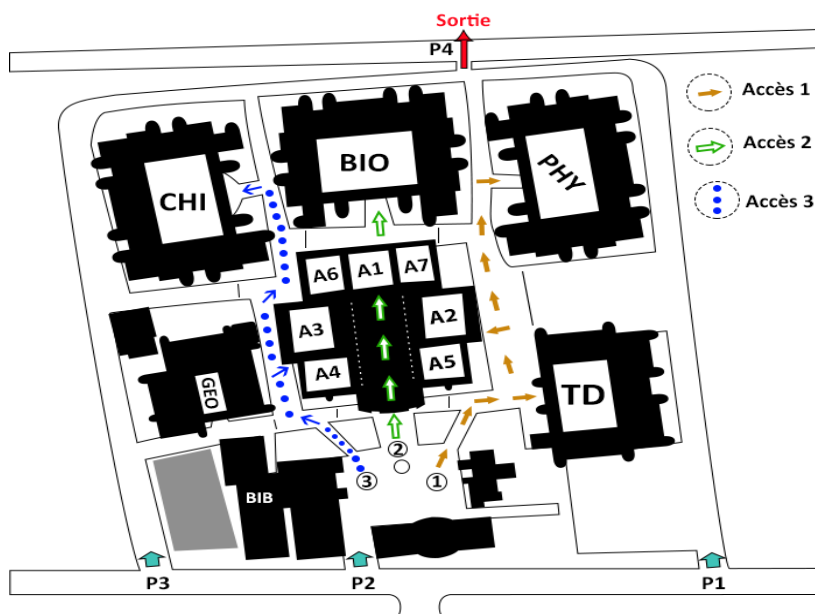 Sortie
P4
Accès 1
Accès 2
Accès 3
BIO
PHY
CHI
A6
A1
A7
A3
A2
A4
A5
GEO
TD
2
3
1
BIB
P3
P2
P1